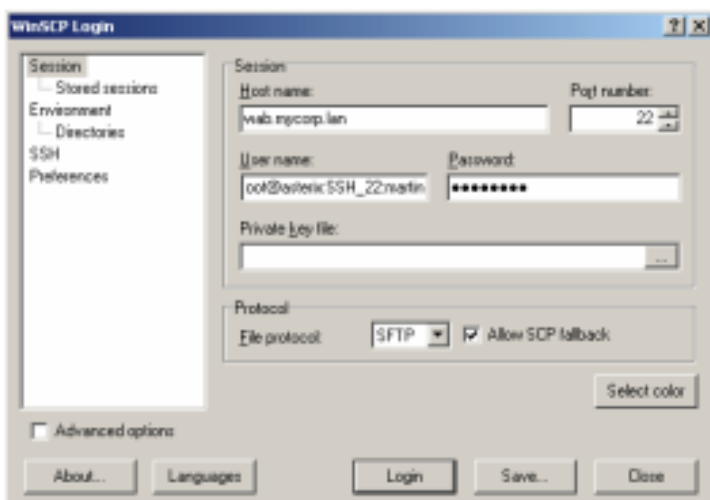 WinSCP Login
Session
Stored sessions
Environment
Directories
SSH
Preferences
Session
Host name:
Port number:
wab.mycorp.lan
22
User name:
Password:
oot@asterix:SSH_22:martin
●●●●●●●●
Private key file:
...
Protocol
File protocol:
SFTP
Allow SCP fallback
Select color
Advanced options
About...
Languages
Login
Save...
Close